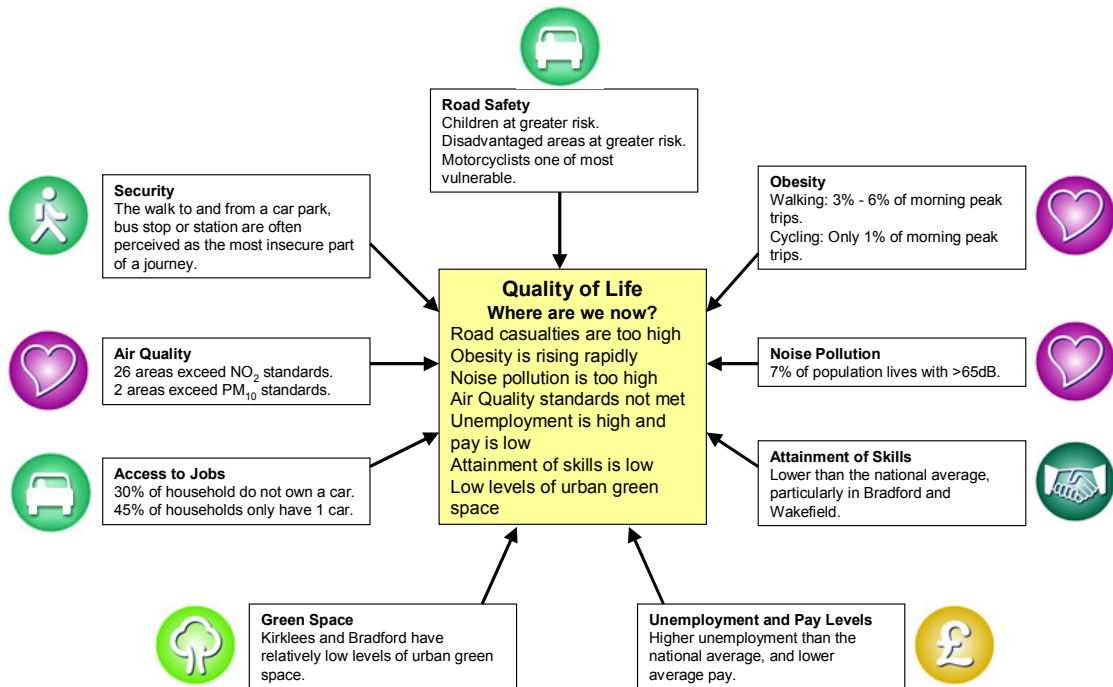 Road Safety
Children at greater risk.
Disadvantaged areas at greater risk.
Motorcyclists one of most
vulnerable.
Security
The walk to and from a car park,
bus stop or station are often
perceived as the most insecure part
of a journey.
Obesity
Walking: 3% - 6% of morning peak
trips.
Cycling: Only 1% of morning peak
trips.
Quality of Life
Where are we now?
Road casualties are too high
Obesity is rising rapidly
Noise pollution is too high
Air Quality standards not met
Unemployment is high and
pay is low
Attainment of skills is low
Low levels of urban green
space
Air Quality
26 areas exceed NO₂ standards.
2 areas exceed PM₁₀ standards.
Noise Pollution
7% of population lives with >65dB.
Access to Jobs
30% of household do not own a car.
45% of households only have 1 car.
Attainment of Skills
Lower than the national average,
particularly in Bradford and
Wakefield.
Green Space
Kirklees and Bradford have
relatively low levels of urban green
space.
Unemployment and Pay Levels
Higher unemployment than the
national average, and lower
average pay.
£